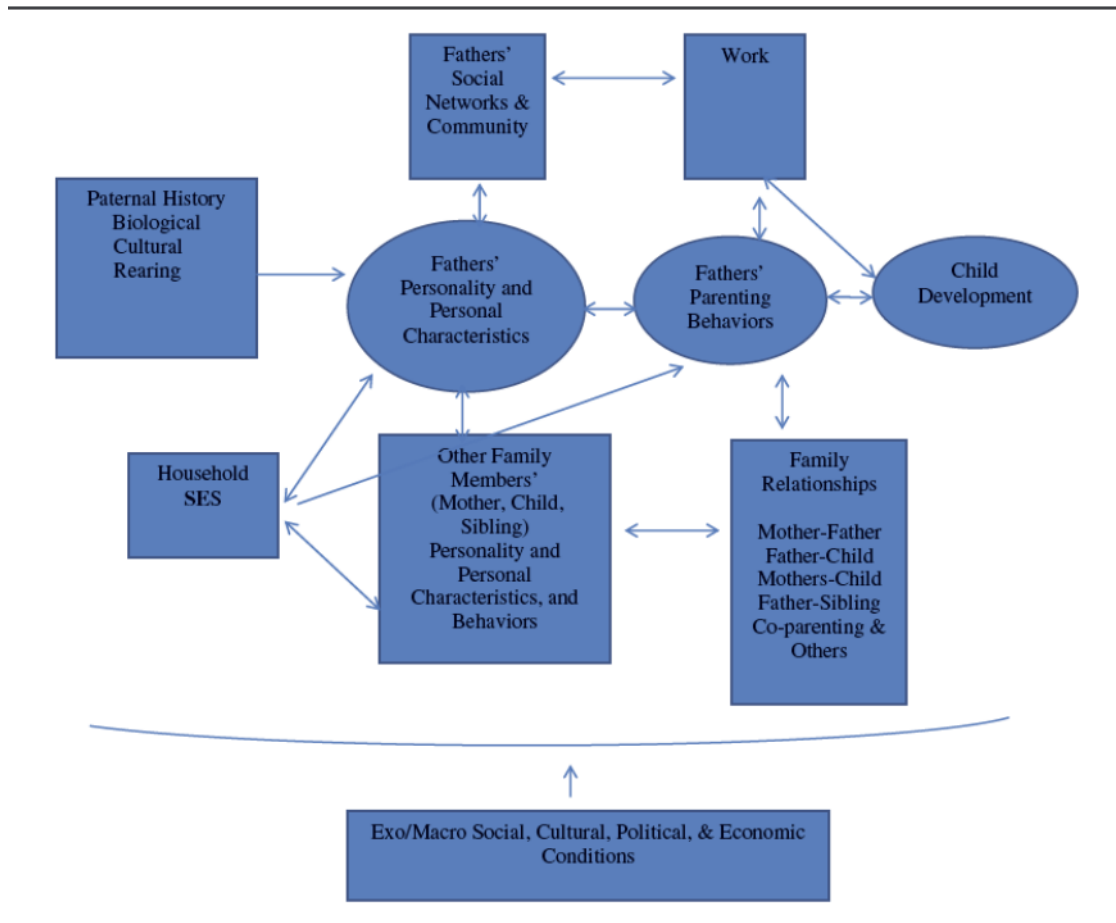 Fathers’
Social
Networks &
Community
Work
Paternal History
Biological
Cultural
Rearing
Fathers’
Personality and
Personal
Characteristics
Fathers’
Parenting
Behaviors
Child
Development
Household
SES
Other Family
Members’
(Mother, Child,
Sibling)
Personality and
Personal
Characteristics, and
Behaviors
Family
Relationships
Mother-Father
Father-Child
Mothers-Child
Father-Sibling
Co-parenting &
Others
Exo/Macro Social, Cultural, Political, & Economic
Conditions